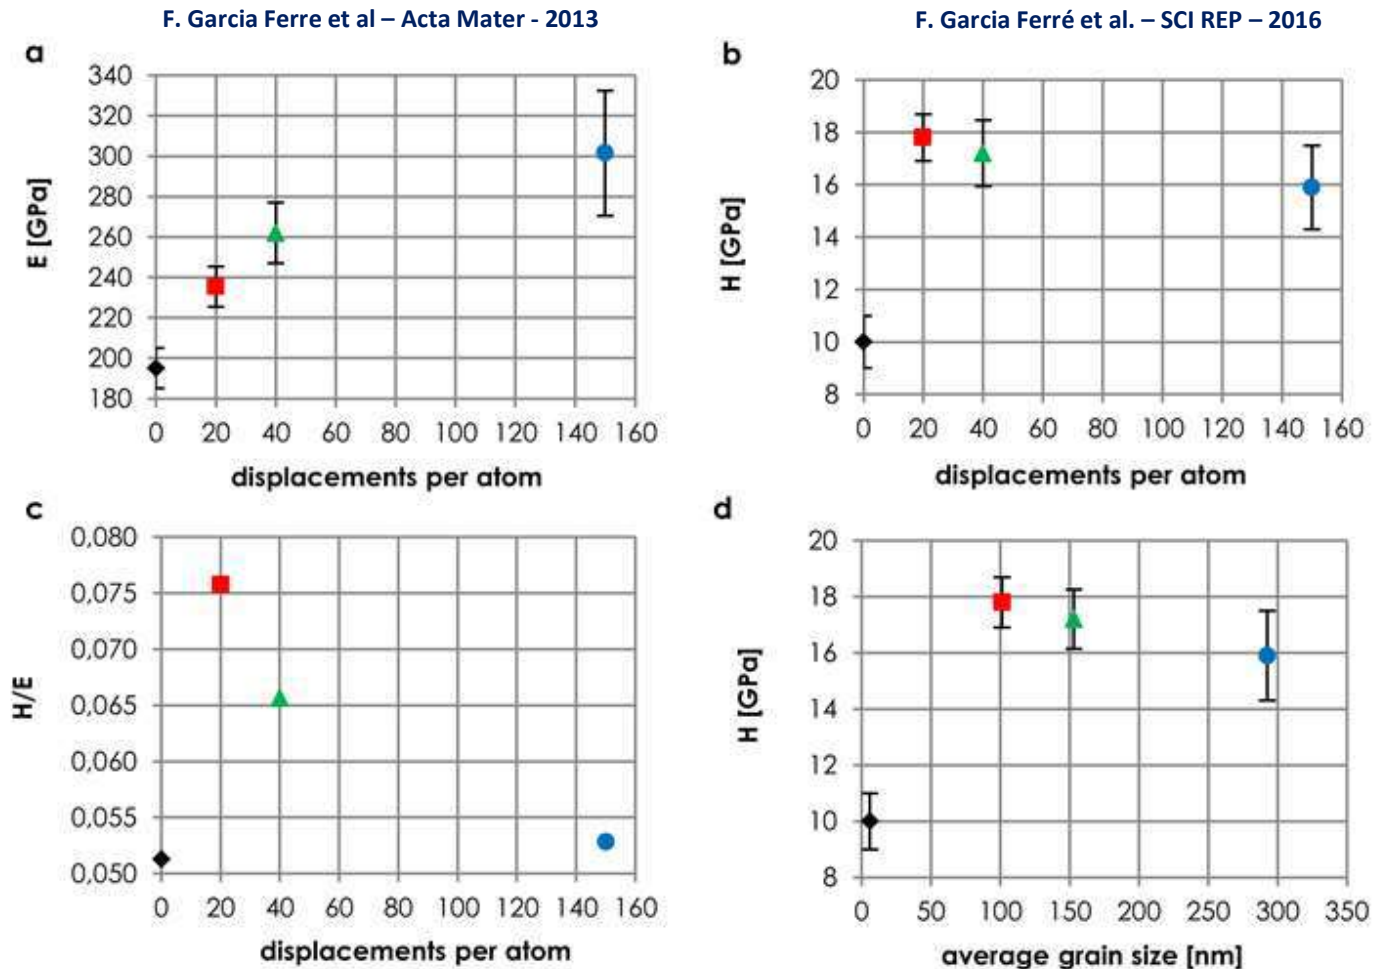 F. Garcia Ferre et al – Acta Mater - 2013
F. Garcia Ferré et al. – SCI REP – 2016
a
340
320
300
280
260
240
220
200
180
E [GPa]
0 20 40 60 80 100 120 140 160
displacements per atom
b
20
18
16
14
12
10
8
H [GPa]
0 20 40 60 80 100 120 140 160
displacements per atom
c
0,080
0,075
0,070
0,065
0,060
0,055
0,050
H/E
0 20 40 60 80 100 120 140 160
displacements per atom
d
20
18
16
14
12
10
8
H [GPa]
0 50 100 150 200 250 300 350
average grain size [nm]